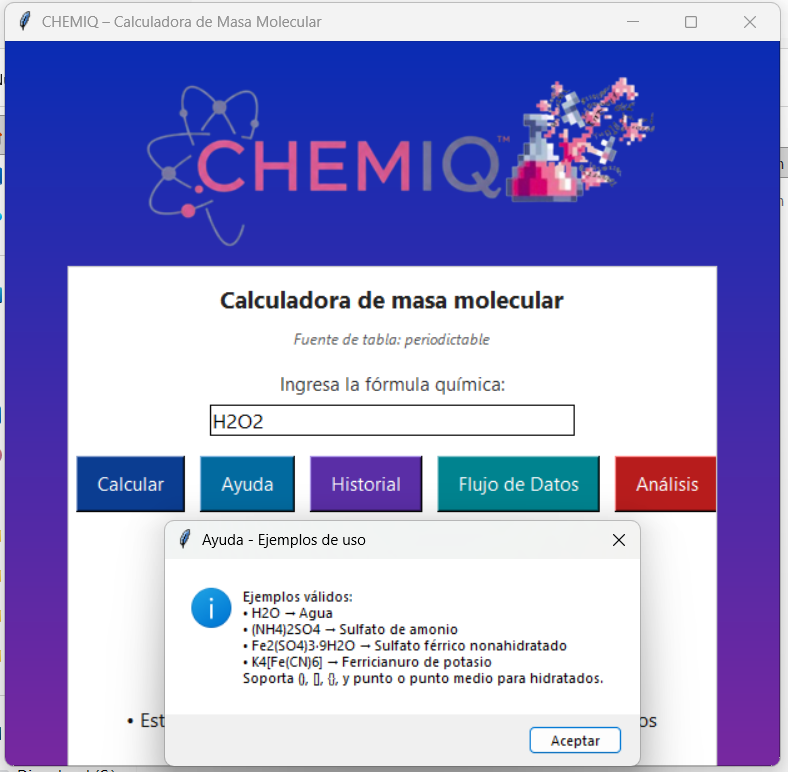 CHEMIQ – Calculadora de Masa Molecular
CHEMIQ™
Calculadora de masa molecular
Fuente de tabla: periodictable
Ingresa la fórmula química:
H2O2
Calcular Ayuda Historial Flujo de Datos Análisis
Ayuda - Ejemplos de uso
Ejemplos válidos:
• H2O → Agua
• (NH4)2SO4 → Sulfato de amonio
• Fe2(SO4)3·9H2O → Sulfato férrico nonahidratado
• K4[Fe(CN)6] → Ferricianuro de potasio
Soporta (), [], {}, y punto o punto medio para hidratados.
• Est
Aceptar